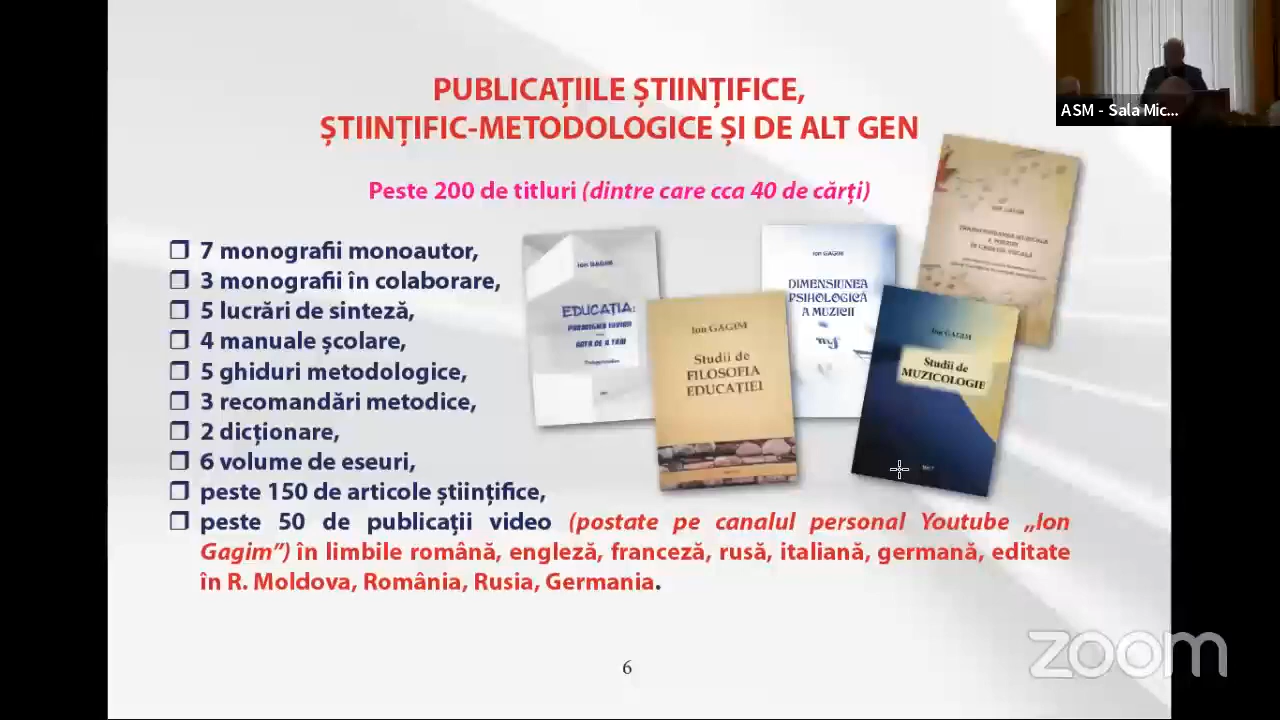 PUBLICAȚIILE ȘTIINȚIFICE,
ȘTIINȚIFIC-METODOLOGICE ȘI DE ALT GEN
ASM - Sala Mic...
Peste 200 de titluri (dintre care cca 40 de cărți)
❐ 7 monografii monoautor,
❐ 3 monografii în colaborare,
❐ 5 lucrări de sinteză,
❐ 4 manuale școlare,
❐ 5 ghiduri metodologice,
❐ 3 recomandări metodice,
❐ 2 dicționare,
❐ 6 volume de eseuri,
❐ peste 150 de articole științifice,
❐ peste 50 de publicații video (postate pe canalul personal Youtube „Ion
Gagim”) în limbile română, engleză, franceză, rusă, italiană, germană, editate
în R. Moldova, România, Rusia, Germania.
Ion GAGIM
EDUCAȚIA:
Ion GAGIM
Studii de
FILOSOFIA
EDUCAȚIEI
Ion GAGIM
DIMENSIUNEA
PSIHOLOGICĂ
A MUZICII
Ion GAGIM
Studii de
MUZICOLOGIE
Ion GAGIM
6
zoom